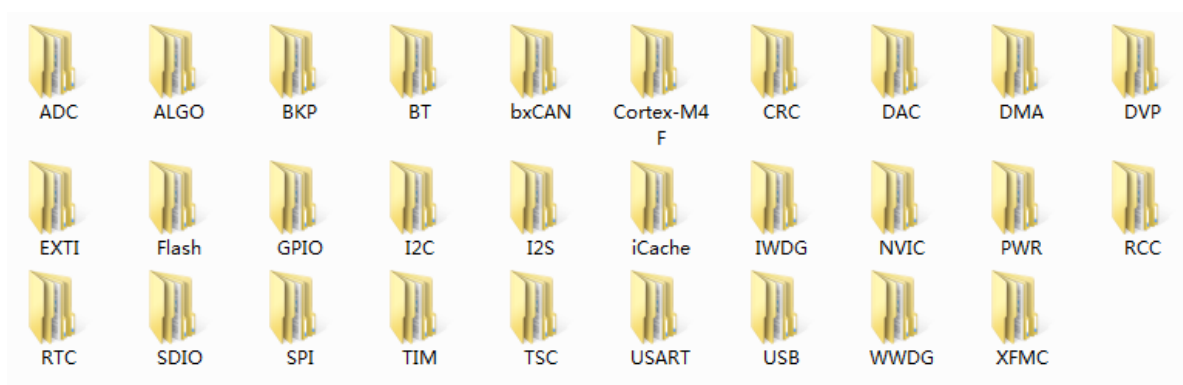 ADC ALGO BKP BT bxCAN Cortex-M4 CRC DAC DMA DVP
F
EXTI Flash GPIO I2C I2S iCache IWDG NVIC PWR RCC
RTC SDIO SPI TIM TSC USART USB WWDG XFMC